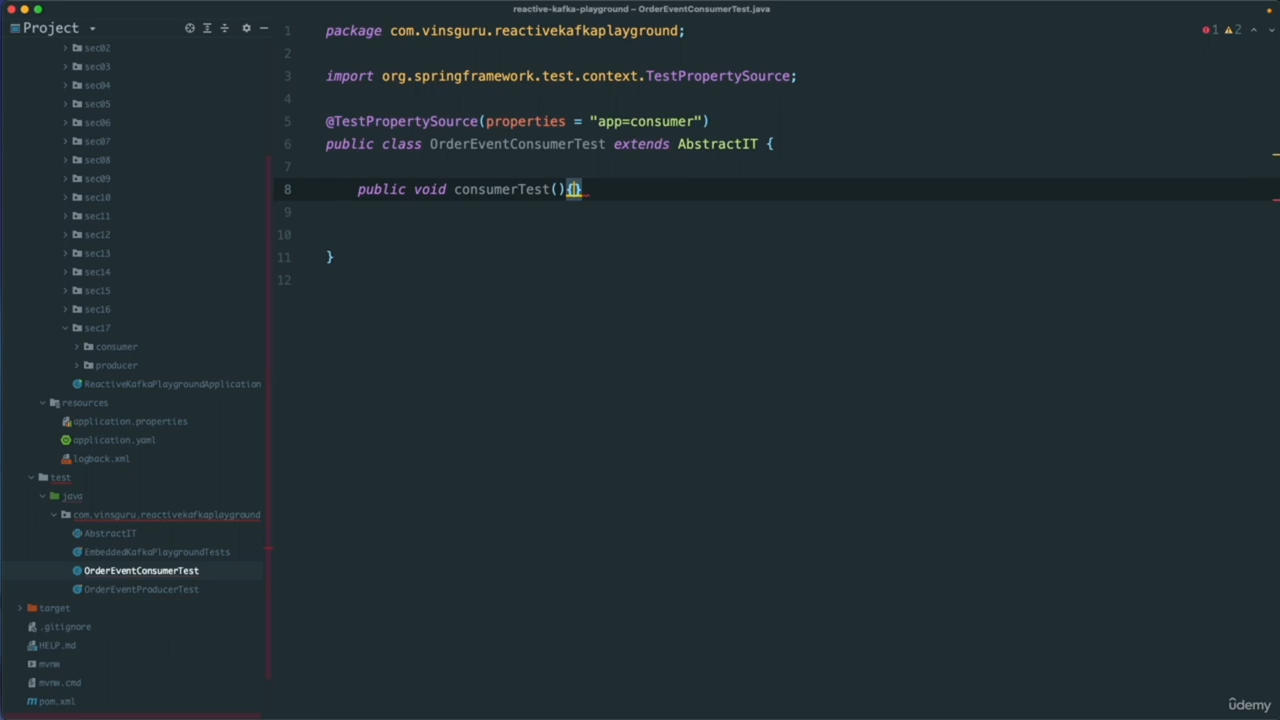 reactive-kafka-playground – OrderEventConsumerTest.java
Project
sec02
sec03
sec04
sec05
sec06
sec07
sec08
sec09
sec10
sec11
sec12
sec13
sec14
sec15
sec16
sec17
consumer
producer
ReactiveKafkaPlaygroundApplication
resources
application.properties
application.yaml
logback.xml
test
java
com.vinsguru.reactivekafkaplayground
AbstractIT
EmbeddedKafkaPlaygroundTests
OrderEventConsumerTest
OrderEventProducerTest
target
.gitignore
HELP.md
mvnw
mvnw.cmd
pom.xml
1 package com.vinsguru.reactivekafkaplayground;
2
3 import org.springframework.test.context.TestPropertySource;
4
5 @TestPropertySource(properties = "app=consumer")
6 public class OrderEventConsumerTest extends AbstractIT {
7
8 public void consumerTest(){}
9
10
11 }
12
1 2
ûdemy